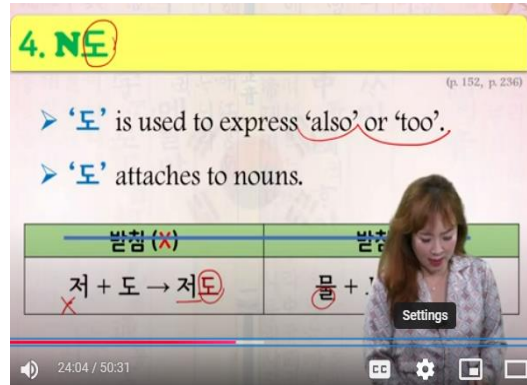 4. N도
(p. 152, p. 236)
➤ ‘도’ is used to express ‘also’ or ‘too’.
➤ ‘도’ attaches to nouns.
받침 (X) 받침
저 + 도 → 저도 물 +
Settings
24:04 / 50:31
CC